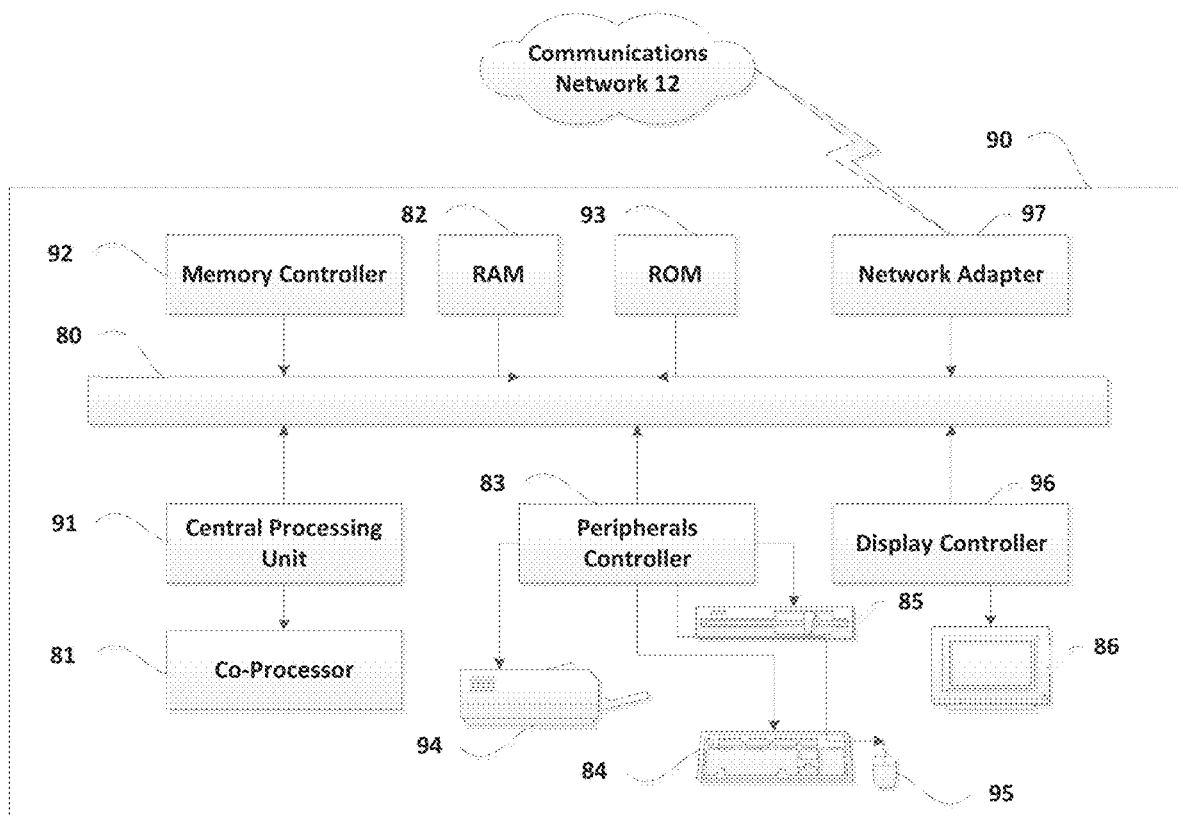 Communications
Network 12
90
82
93
97
92
Memory Controller
RAM
ROM
Network Adapter
80
83
96
91
Central Processing
Unit
Peripherals
Controller
Display Controller
85
81
Co-Processor
86
94
84
95